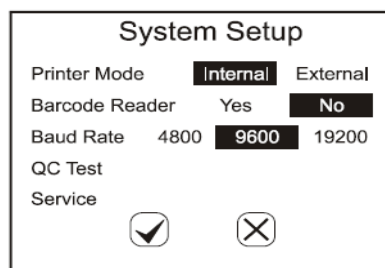 System Setup
Printer Mode Internal External
Barcode Reader Yes No
Baud Rate 4800 9600 19200
QC Test
Service